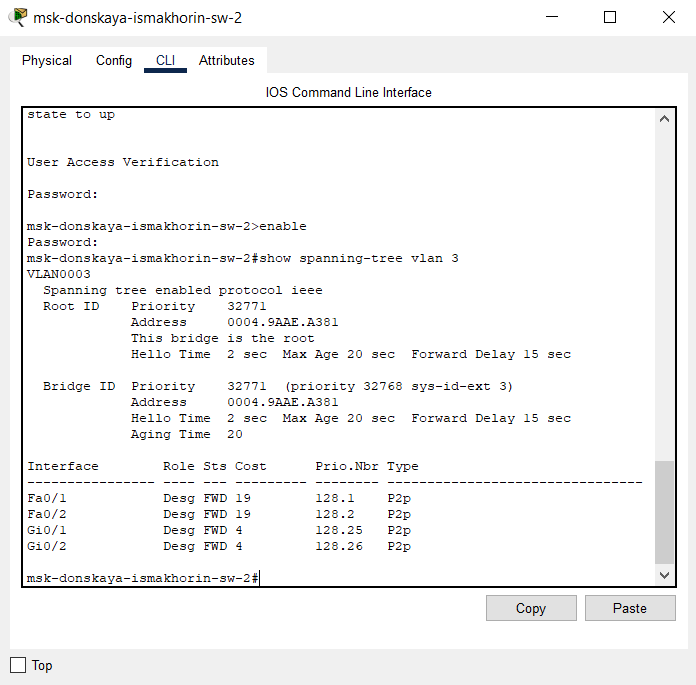 msk-donskaya-ismakhorin-sw-2
Physical Config CLI Attributes
IOS Command Line Interface
state to up
User Access Verification
Password:
msk-donskaya-ismakhorin-sw-2>enable
Password:
msk-donskaya-ismakhorin-sw-2#show spanning-tree vlan 3
VLAN0003
  Spanning tree enabled protocol ieee
  Root ID    Priority    32771
             Address     0004.9AAE.A381
             This bridge is the root
             Hello Time  2 sec  Max Age 20 sec  Forward Delay 15 sec
  Bridge ID  Priority    32771  (priority 32768 sys-id-ext 3)
             Address     0004.9AAE.A381
             Hello Time  2 sec  Max Age 20 sec  Forward Delay 15 sec
             Aging Time  20
Interface        Role Sts Cost      Prio.Nbr Type
---------------- ---- --- --------- -------- --------------------------------
Fa0/1            Desg FWD 19        128.1    P2p
Fa0/2            Desg FWD 19        128.2    P2p
Gi0/1            Desg FWD 4         128.25   P2p
Gi0/2            Desg FWD 4         128.26   P2p
msk-donskaya-ismakhorin-sw-2#
Copy Paste
Top